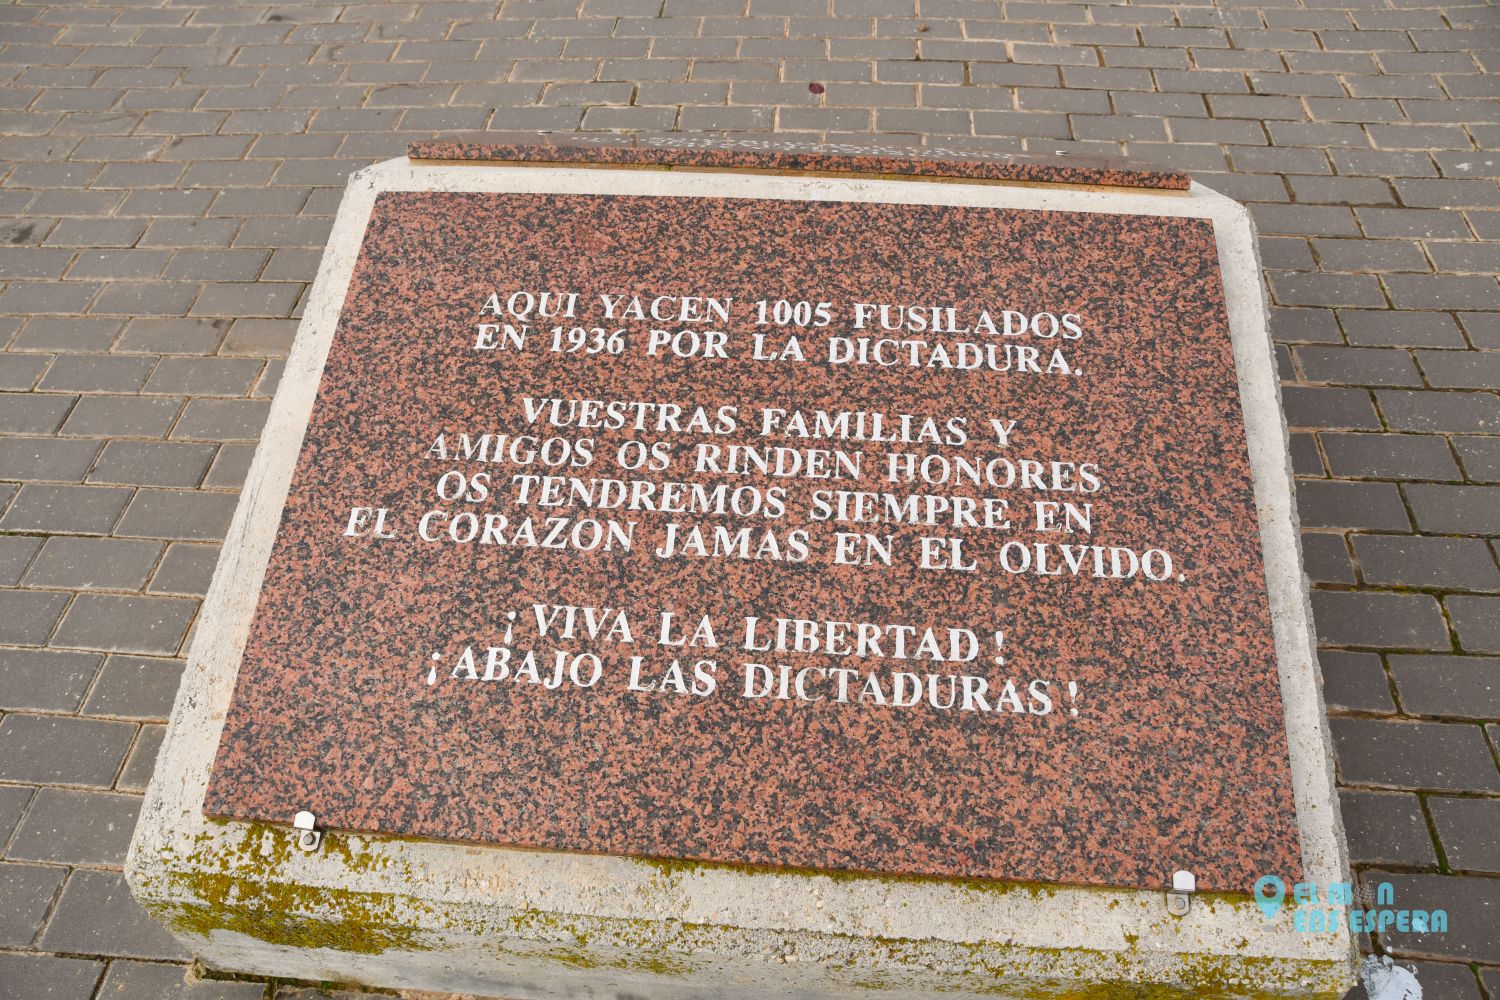 AQUI YACEN 1005 FUSILADOS
EN 1936 POR LA DICTADURA.
VUESTRAS FAMILIAS Y
AMIGOS OS RINDEN HONORES
OS TENDREMOS SIEMPRE EN
EL CORAZON JAMAS EN EL OLVIDO.
¡VIVA LA LIBERTAD!
¡ABAJO LAS DICTADURAS!
EL MÓN
ENS ESPERA